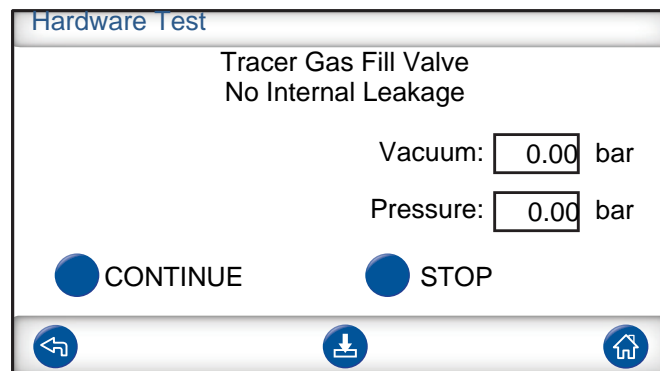 Hardware Test
Tracer Gas Fill Valve
No Internal Leakage
Vacuum: 0.00 bar
Pressure: 0.00 bar
CONTINUE STOP